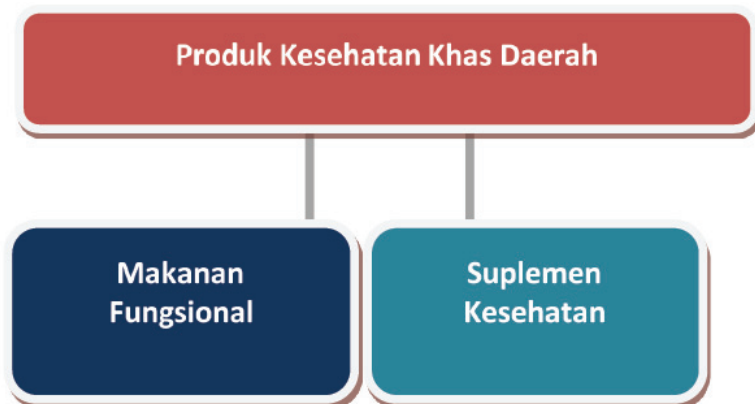 Produk Kesehatan Khas Daerah
Makanan
Fungsional
Suplemen
Kesehatan